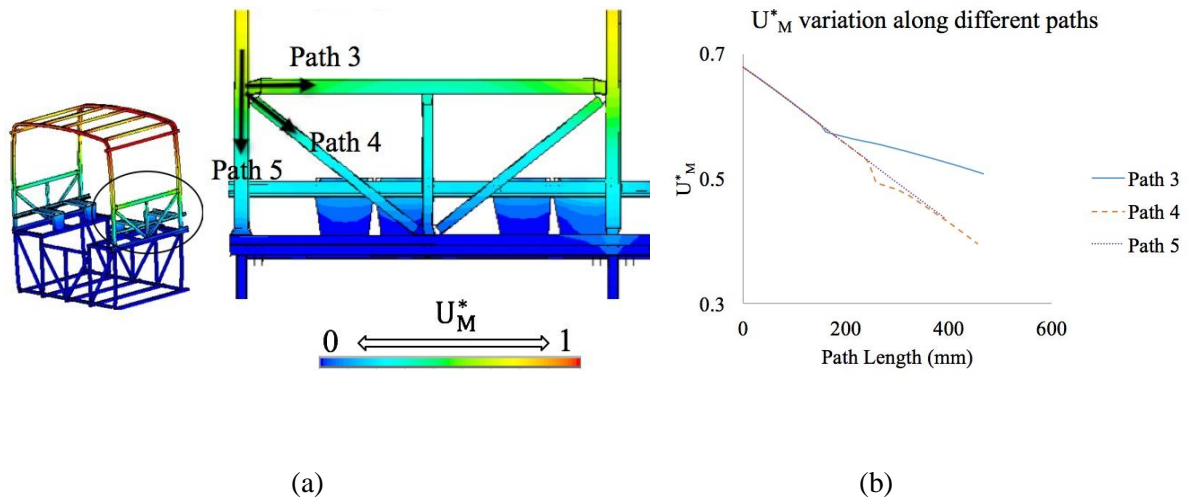 Path 3
Path 4
Path 5
U*M
0 1
(a)
U*M variation along different paths
0.7
0.5
0.3
U*M
0 200 400 600
Path Length (mm)
Path 3
Path 4
Path 5
(b)